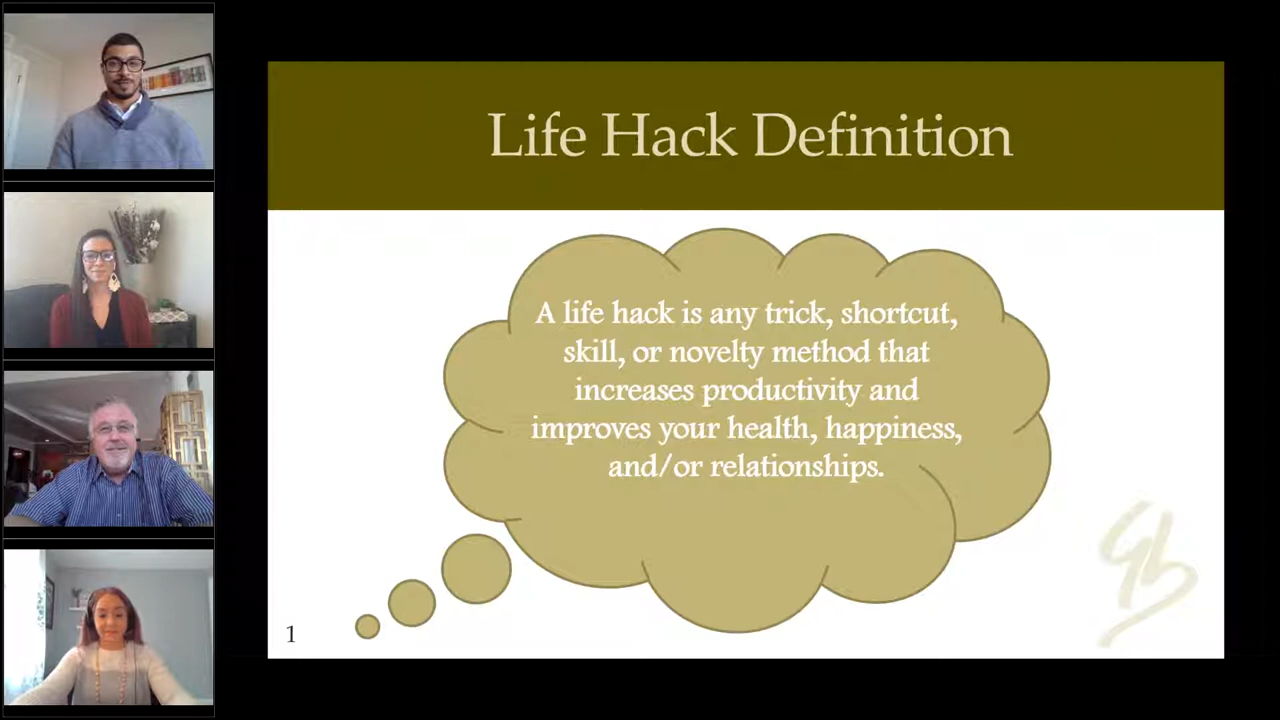 Life Hack Definition
A life hack is any trick, shortcut,
skill, or novelty method that
increases productivity and
improves your health, happiness,
and/or relationships.
1